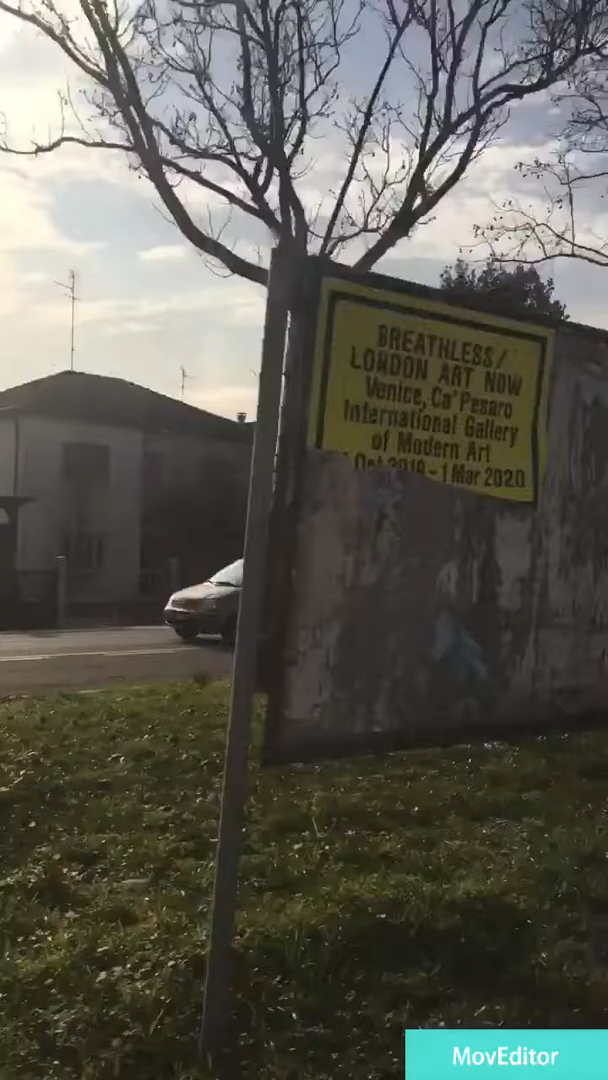 BREATHLESS/
LONDON ART NOW
Venice, Ca' Pesaro
International Gallery
of Modern Art
Oct 2019 - 1 Mar 2020
MovEditor